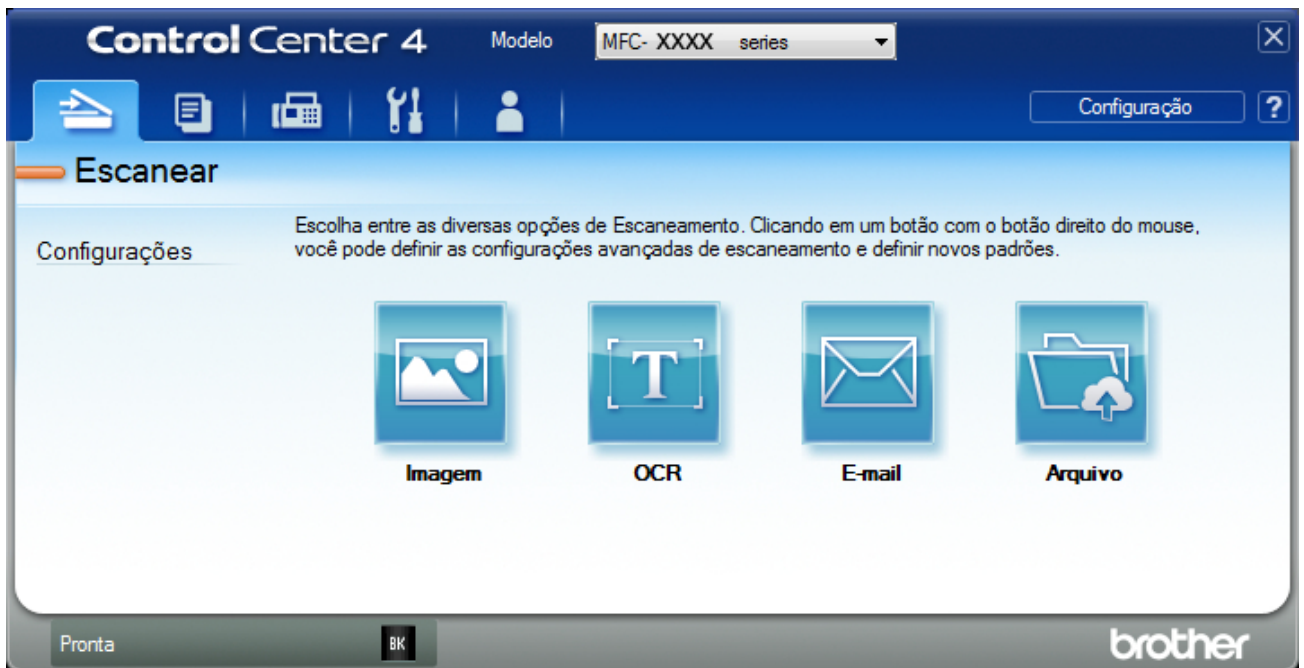 ControlCenter 4
Modelo
MFC- XXXX series
Configuração
?
Escanear
Configurações
Escolha entre as diversas opções de Escaneamento. Clicando em um botão com o botão direito do mouse,
você pode definir as configurações avançadas de escaneamento e definir novos padrões.
T
Imagem
OCR
E-mail
Arquivo
Pronta
BK
brother